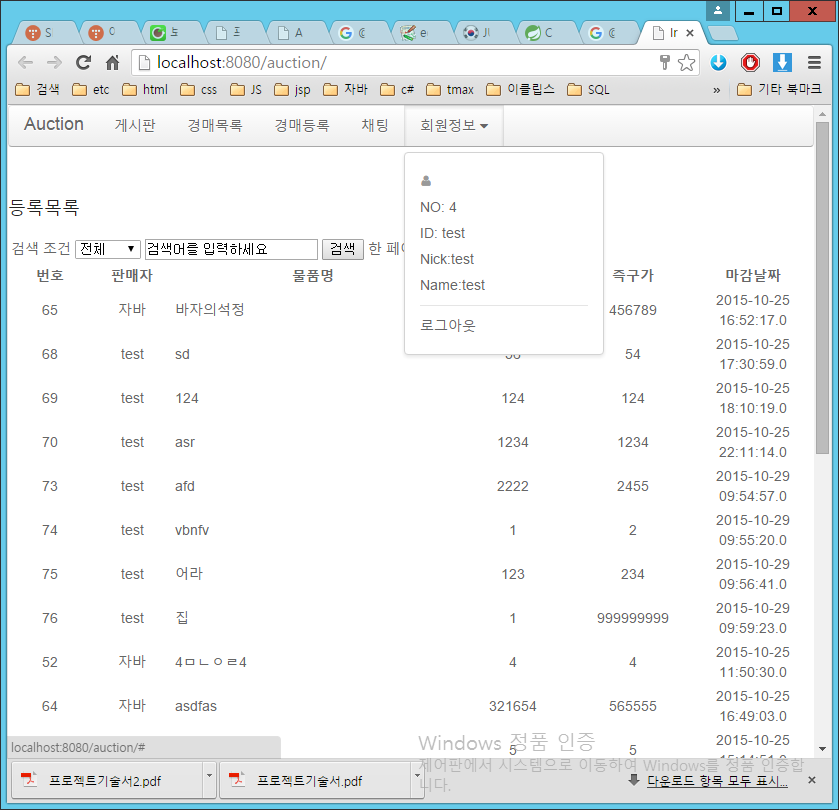 S
C
노
프
A
G
e
JU
C
G
Ir
localhost:8080/auction/
검색 etc html css JS jsp 자바 c# tmax 이클립스 SQL » 기타 북마크
Auction 게시판 경매목록 경매등록 채팅 회원정보
NO: 4
ID: test
Nick:test
Name:test
로그아웃
등록목록
검색 조건 전체 검색어를 입력하세요 검색 한 페
번호 판매자 물품명 즉구가 마감날짜
65 자바 바자의석정 456789 2015-10-25 16:52:17.0
68 test sd 54 2015-10-25 17:30:59.0
69 test 124 124 124 2015-10-25 18:10:19.0
70 test asr 1234 1234 2015-10-25 22:11:14.0
73 test afd 2222 2455 2015-10-29 09:54:57.0
74 test vbnfv 1 2 2015-10-29 09:55:20.0
75 test 어라 123 234 2015-10-29 09:56:41.0
76 test 집 1 999999999 2015-10-29 09:59:23.0
52 자바 4ㅁㄴㅇㄹ4 4 4 2015-10-25 11:50:30.0
64 자바 asdfas 321654 565555 2015-10-25 16:49:03.0
5 5 2015-10-25
localhost:8080/auction/#
Windows 정품 인증
제어판에서 시스템으로 이동하여 Windows를 정품 인증합
니다.
프로젝트기술서2.pdf 프로젝트기술서.pdf 다운로드 항목 모두 표시...